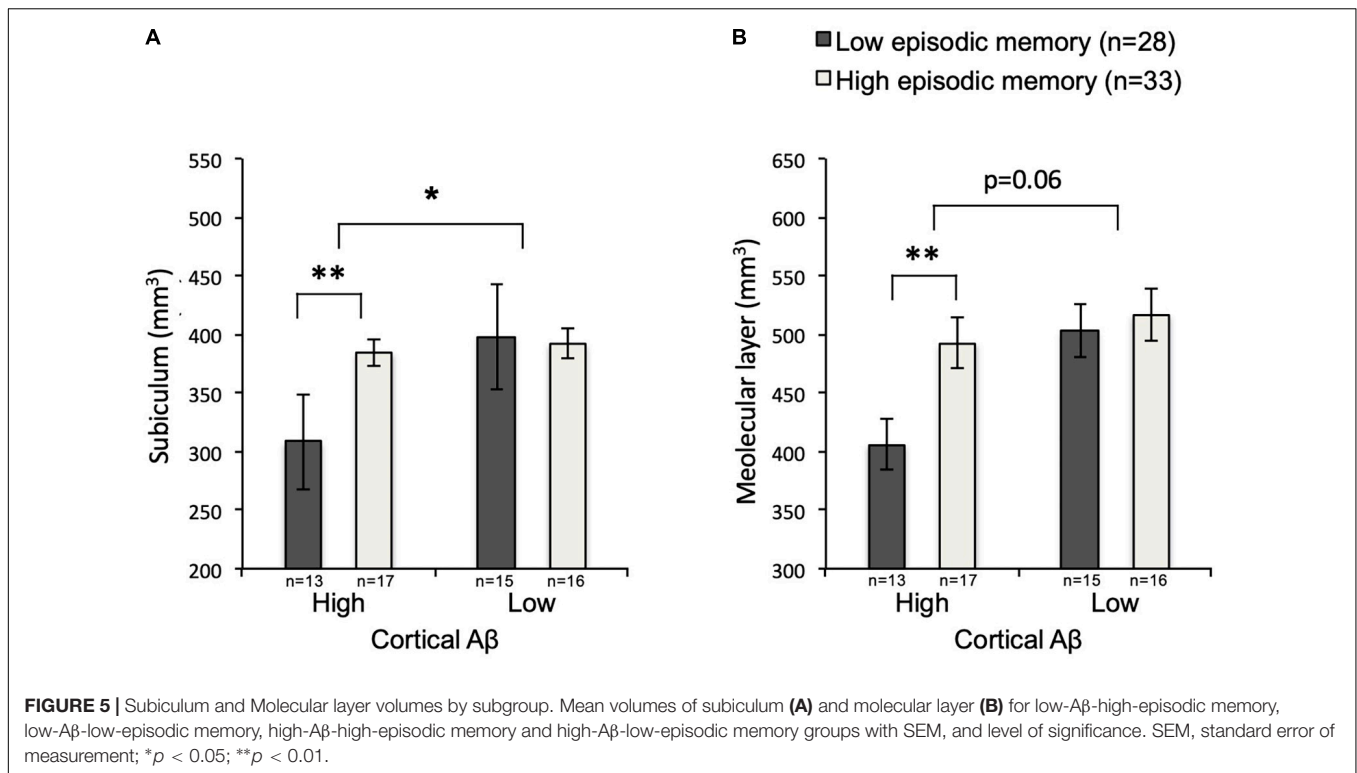 A
B
Low episodic memory (n=28)
High episodic memory (n=33)
550
500
450
400
350
300
250
200
Subiculum (mm³)
*
**
n=13
n=17
n=15
n=16
High
Low
Cortical Aβ
650
600
550
500
450
400
350
300
Meolecular layer (mm³)
p=0.06
**
n=13
n=17
n=15
n=16
High
Low
Cortical Aβ
FIGURE 5 | Subiculum and Molecular layer volumes by subgroup. Mean volumes of subiculum (A) and molecular layer (B) for low-Aβ-high-episodic memory,
low-Aβ-low-episodic memory, high-Aβ-high-episodic memory and high-Aβ-low-episodic memory groups with SEM, and level of significance. SEM, standard error of
measurement; *p < 0.05; **p < 0.01.